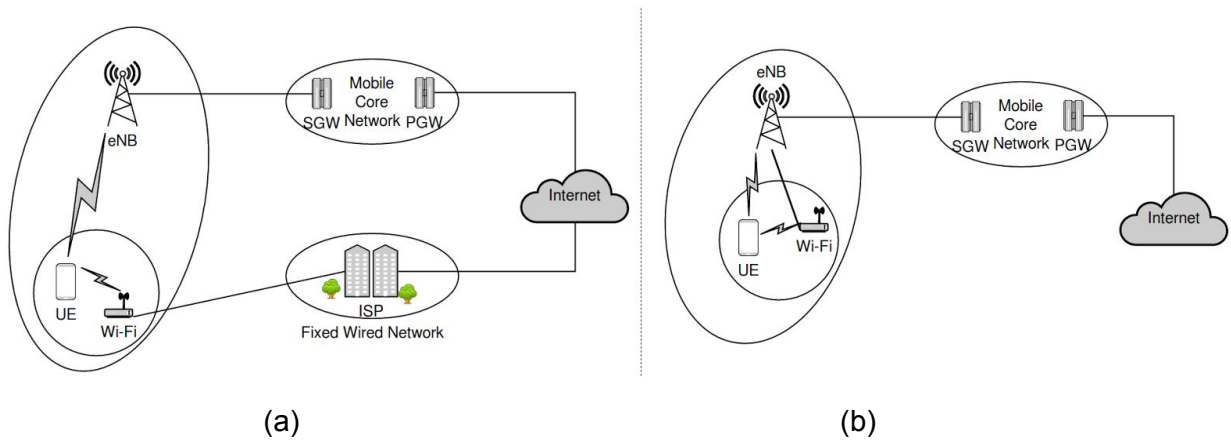 eNB
SGW
Mobile
Core
Network
PGW
Internet
UE
Wi-Fi
ISP
Fixed Wired Network
(a)
eNB
SGW
Mobile
Core
Network
PGW
Internet
UE
Wi-Fi
(b)